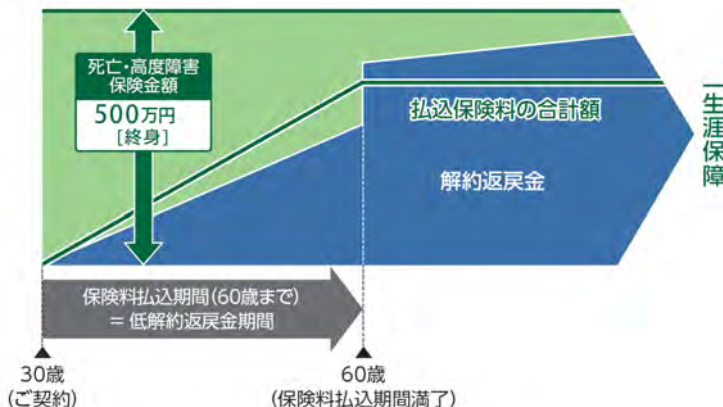 死亡・高度障害
保険金額
500万円
[終身]
払込保険料の合計額
解約返戻金
生涯保障
保険料払込期間(60歳まで)
=低解約返戻金期間
30歳
(ご契約)
60歳
(保険料払込期間満了)